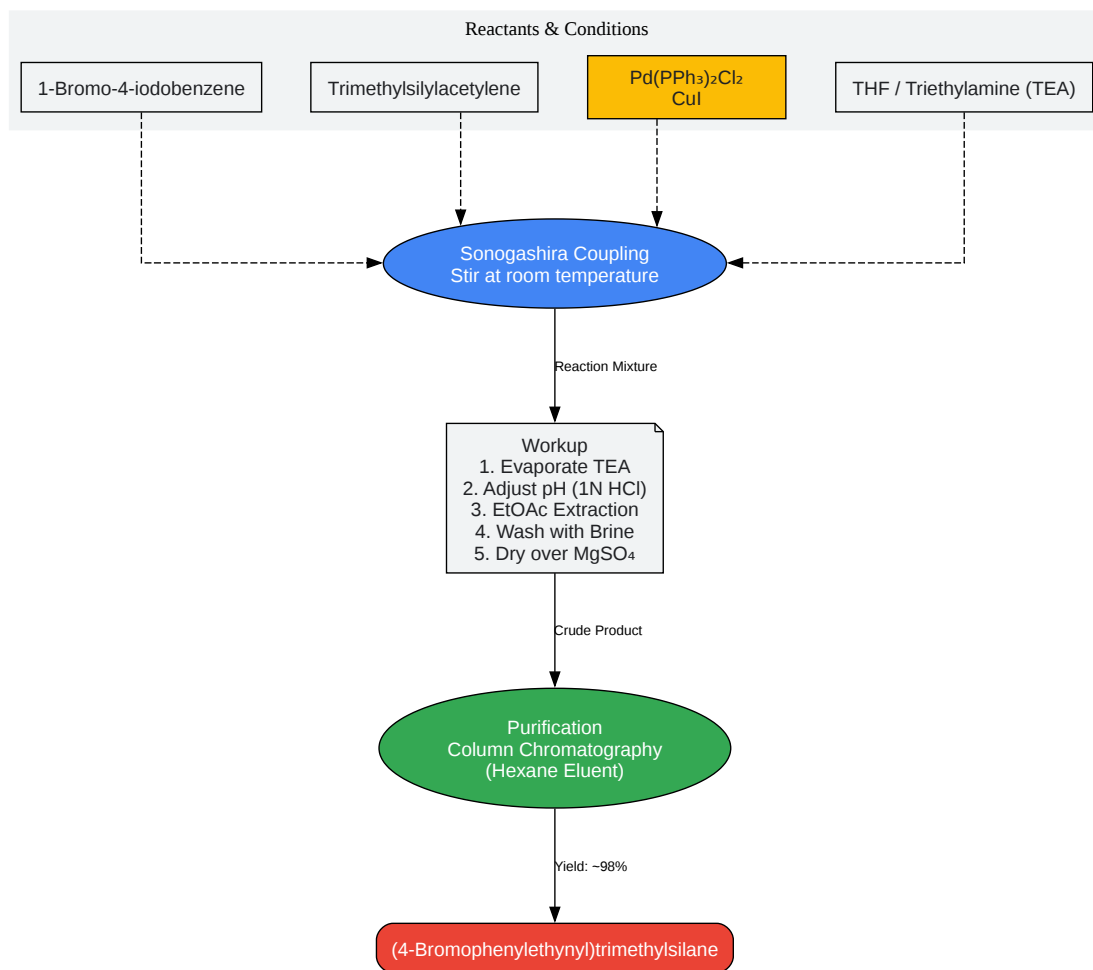 Reactants & Conditions
1-Bromo-4-iodobenzene
Trimethylsilylacetylene
Pd(PPh₃)₂Cl₂
CuI
THF / Triethylamine (TEA)
Sonogashira Coupling
Stir at room temperature
Reaction Mixture
Workup
1. Evaporate TEA
2. Adjust pH (1N HCl)
3. EtOAc Extraction
4. Wash with Brine
5. Dry over MgSO₄
Crude Product
Purification
Column Chromatography
(Hexane Eluent)
Yield: ~98%
(4-Bromophenylethynyl)trimethylsilane